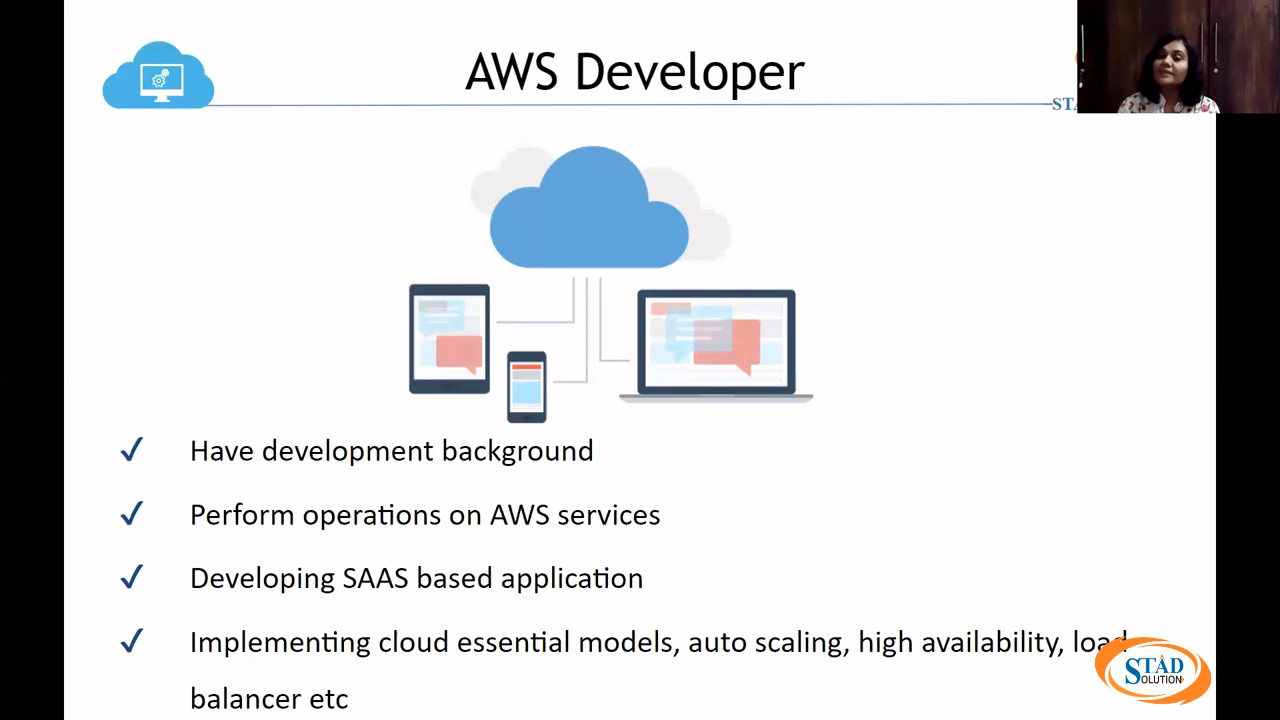 AWS Developer
Have development background
Perform operations on AWS services
Developing SAAS based application
Implementing cloud essential models, auto scaling, high availability, load
balancer etc
STAD
SOLUTION